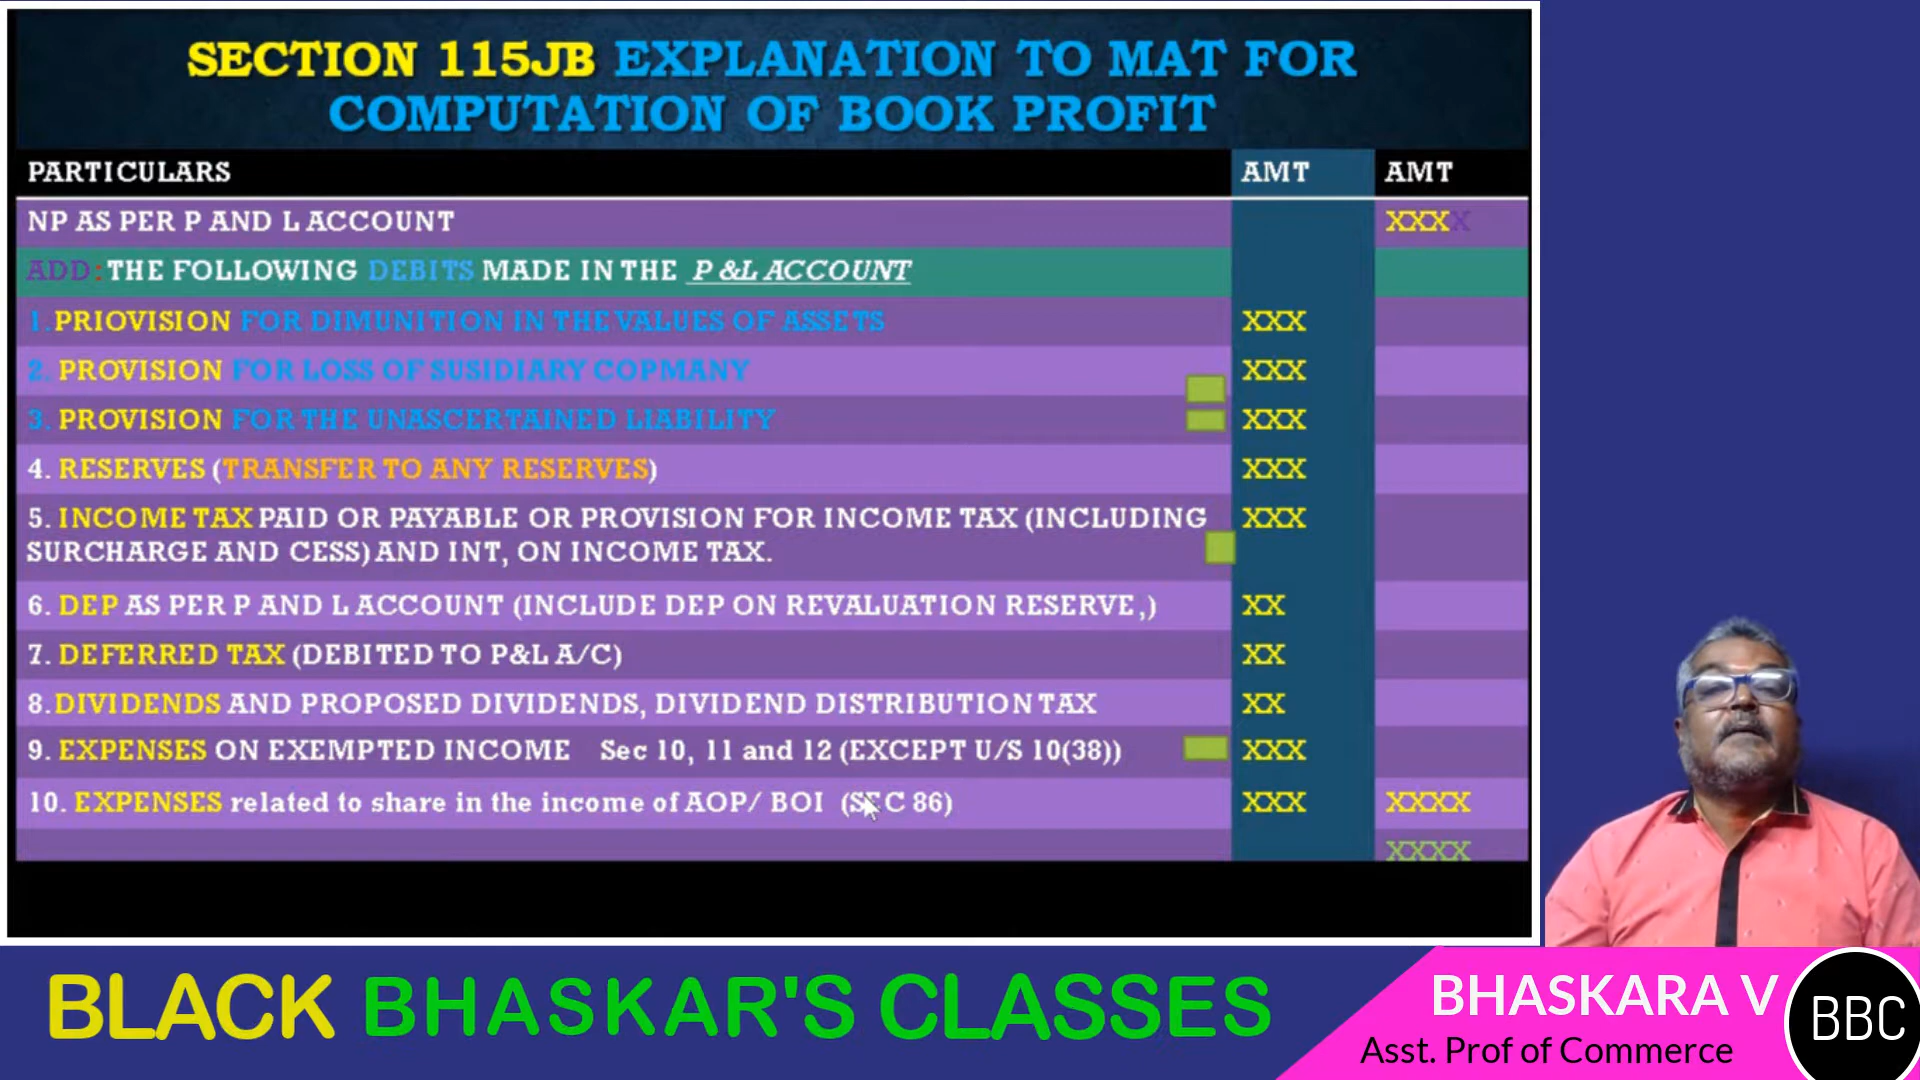 SECTION 115JB EXPLANATION TO MAT FOR
COMPUTATION OF BOOK PROFIT
PARTICULARS AMT AMT
NP AS PER P AND L ACCOUNT XXXX
ADD: THE FOLLOWING DEBITS MADE IN THE P &L ACCOUNT
1.PRIOVISION FOR DIMUNITION IN THE VALUES OF ASSETS XXX
2. PROVISION FOR LOSS OF SUSIDIARY COPMANY XXX
3. PROVISION FOR THE UNASCERTAINED LIABILITY XXX
4. RESERVES (TRANSFER TO ANY RESERVES) XXX
5. INCOME TAX PAID OR PAYABLE OR PROVISION FOR INCOME TAX (INCLUDING XXX
SURCHARGE AND CESS) AND INT, ON INCOME TAX.
6. DEP AS PER P AND L ACCOUNT (INCLUDE DEP ON REVALUATION RESERVE,) XX
7. DEFERRED TAX (DEBITED TO P&L A/C) XX
8.DIVIDENDS AND PROPOSED DIVIDENDS, DIVIDEND DISTRIBUTION TAX XX
9. EXPENSES ON EXEMPTED INCOME Sec 10, 11 and 12 (EXCEPT U/S 10(38)) XXX
10. EXPENSES related to share in the income of AOP/ BOI (SEC 86) XXX XXXX
XXXX
BLACK BHASKAR'S CLASSES
BHASKARA V
Asst. Prof of Commerce
BBC